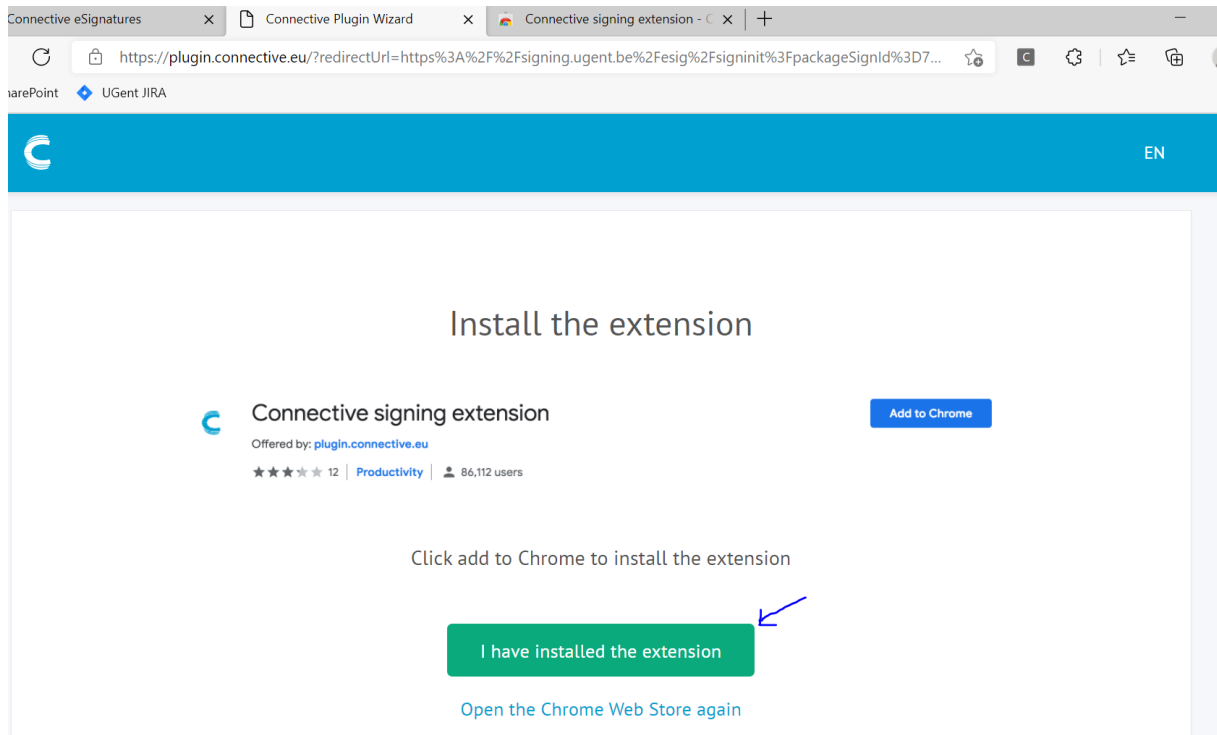 Connective eSignatures
Connective Plugin Wizard
Connective signing extension - C
https://plugin.connective.eu/?redirectUrl=https%3A%2F%2Fsigning.ugent.be%2Fesig%2Fsigninit%3FpackageSignId%3D7...
C
harePoint
UGent JIRA
EN
Install the extension
Connective signing extension
Add to Chrome
Offered by: plugin.connective.eu
12 Productivity 86,112 users
Click add to Chrome to install the extension
I have installed the extension
Open the Chrome Web Store again